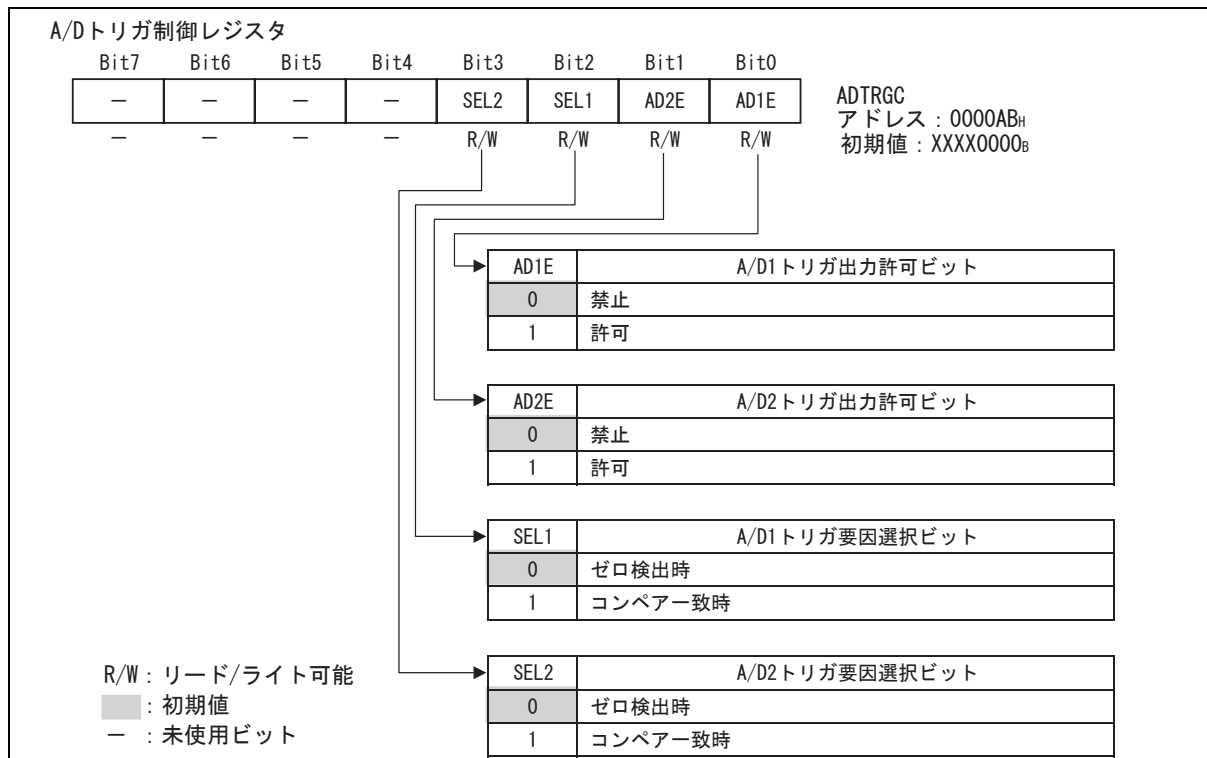 A/Dトリガ制御レジスタ
Bit7 Bit6 Bit5 Bit4 Bit3 Bit2 Bit1 Bit0
― ― ― ― SEL2 SEL1 AD2E AD1E
― ― ― ― R/W R/W R/W R/W
ADTRGC
アドレス：0000ABH
初期値：XXXX0000B
AD1E A/D1トリガ出力許可ビット
0 禁止
1 許可
AD2E A/D2トリガ出力許可ビット
0 禁止
1 許可
SEL1 A/D1トリガ要因選択ビット
0 ゼロ検出時
1 コンペアー致時
SEL2 A/D2トリガ要因選択ビット
0 ゼロ検出時
1 コンペアー致時
R/W：リード/ライト可能
：初期値
― ：未使用ビット